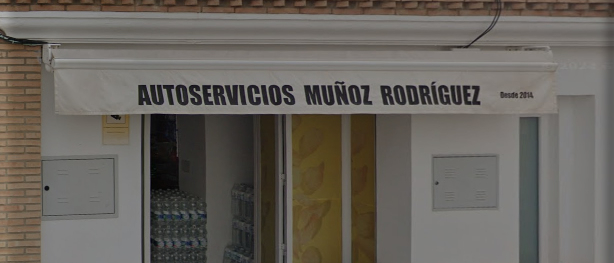 AUTOSERVICIOS MUÑOZ RODRÍGUEZ Desde 2014.